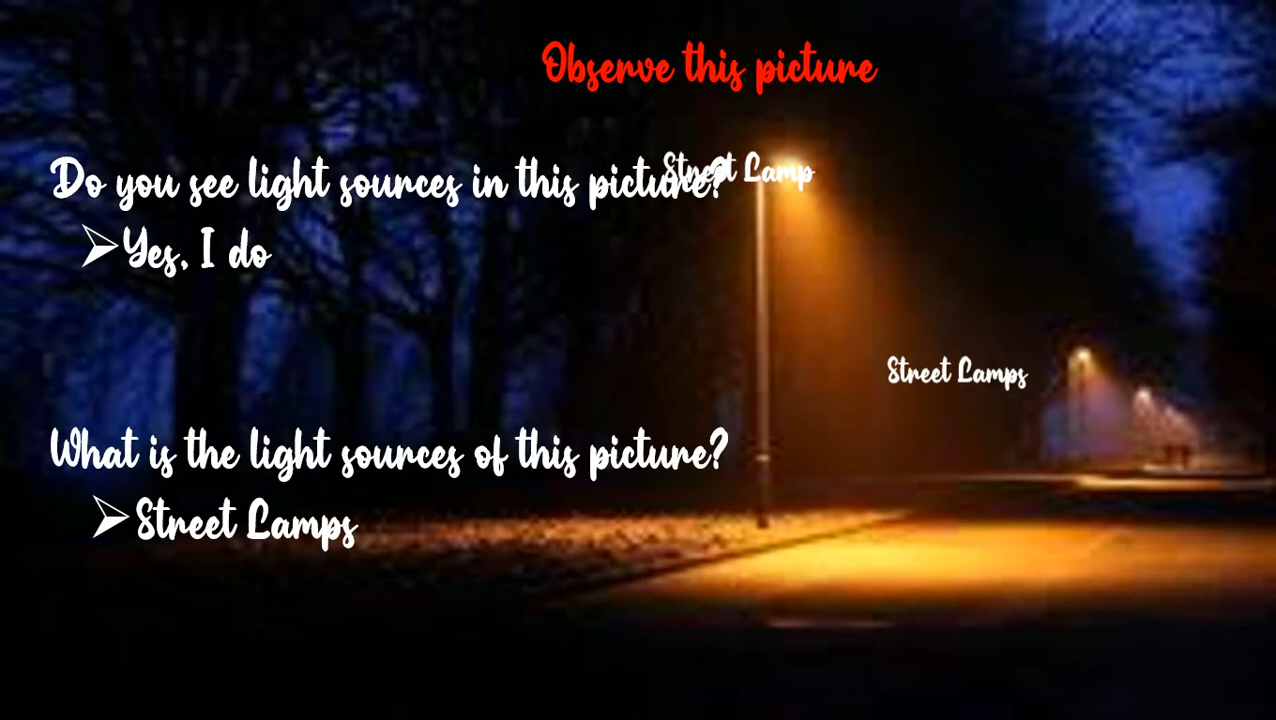 Observe this picture
Do you see light sources in this picture?
Street Lamp
➢Yes, I do
Street Lamps
What is the light sources of this picture?
➢Street Lamps